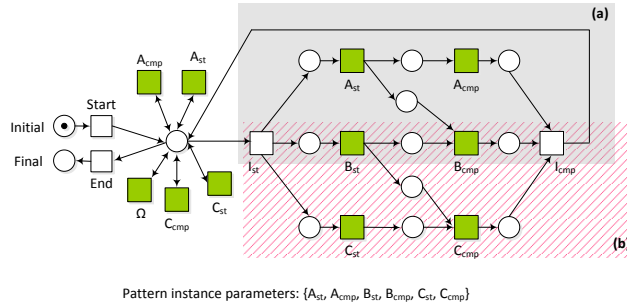 (a)
A_cmp
A_st
A_st
A_cmp
Start
Initial
Final
I_st
B_st
B_cmp
I_cmp
End
Ω
C_cmp
C_st
C_st
C_cmp
(b)
Pattern instance parameters: {A_st, A_cmp, B_st, B_cmp, C_st, C_cmp}